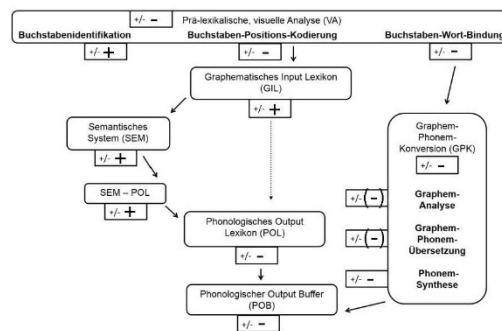 +/- – Prä-lexikalische, visuelle Analyse (VA)
Buchstabenidentifikation Buchstaben-Positions-Kodierung Buchstaben-Wort-Bindung
+/- + +/- – +/- –
Graphematisches Input Lexikon
(GIL)
+/- +
Semantisches
System (SEM)
+/- +
SEM – POL
+/- +
Phonologisches Output
Lexikon (POL)
+/- –
Phonologischer Output Buffer
(POB)
+/- –
Graphem-
Phonem-
Konversion (GPK)
+/- –
+/- (–) Graphem-
Analyse
+/- (–) Graphem-
Phonem-
Übersetzung
+/- – Phonem-
Synthese